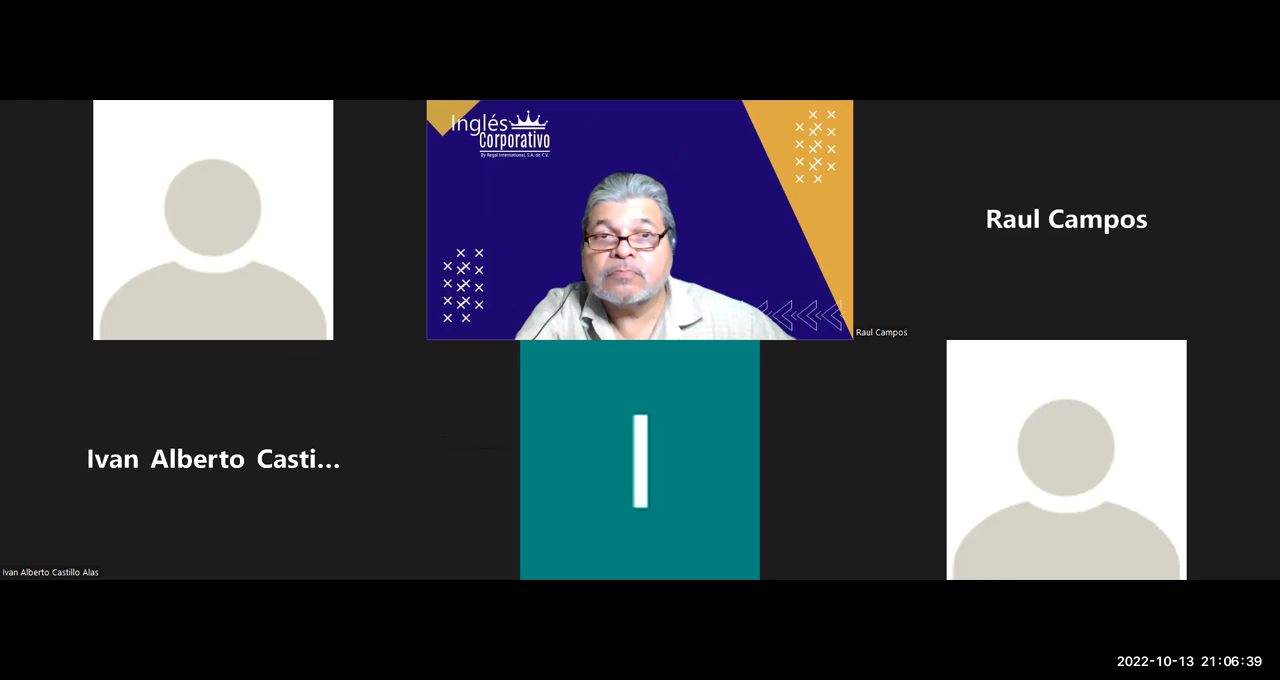 Inglés
Corporativo
By Regal International, S.A. de C.V.
Raul Campos
Raul Campos
Ivan Alberto Casti...
I
Ivan Alberto Castillo Alas
2022-10-13 21:06:39